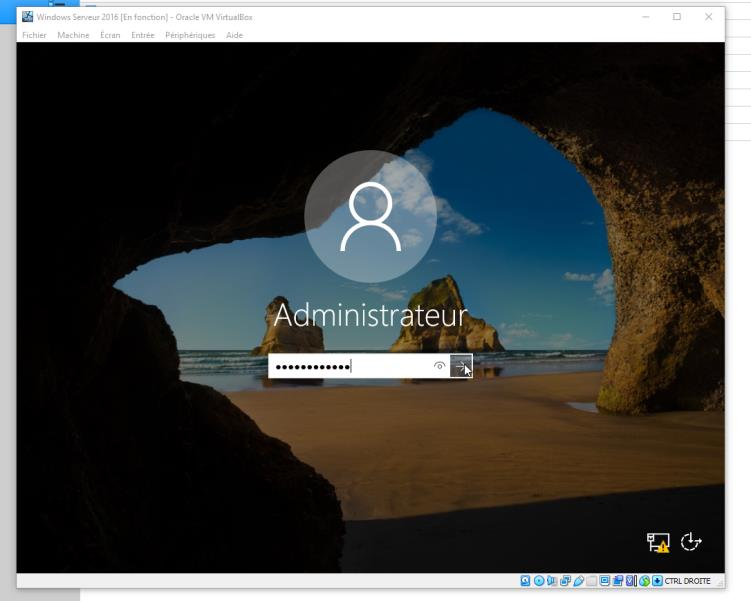 Windows Serveur 2016 [En fonction] - Oracle VM VirtualBox
Fichier Machine Écran Entrée Périphériques Aide
Administrateur
CTRL DROITE